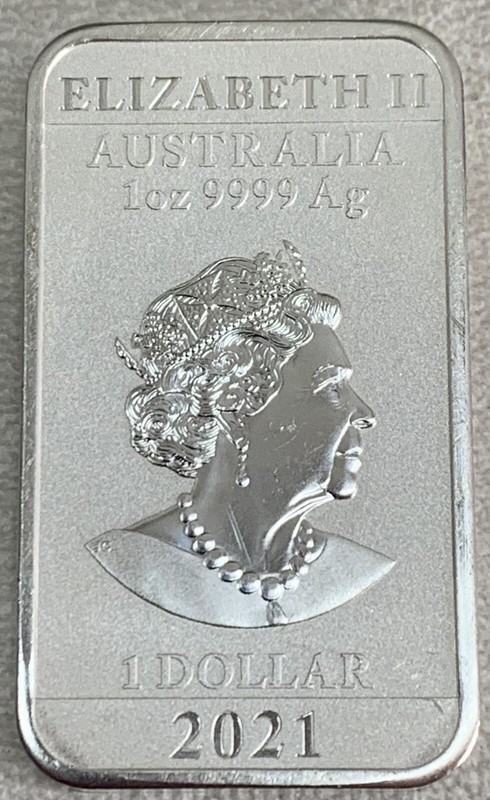 ELIZABETH II
AUSTRALIA
1oz 9999 Ag
1 DOLLAR
2021